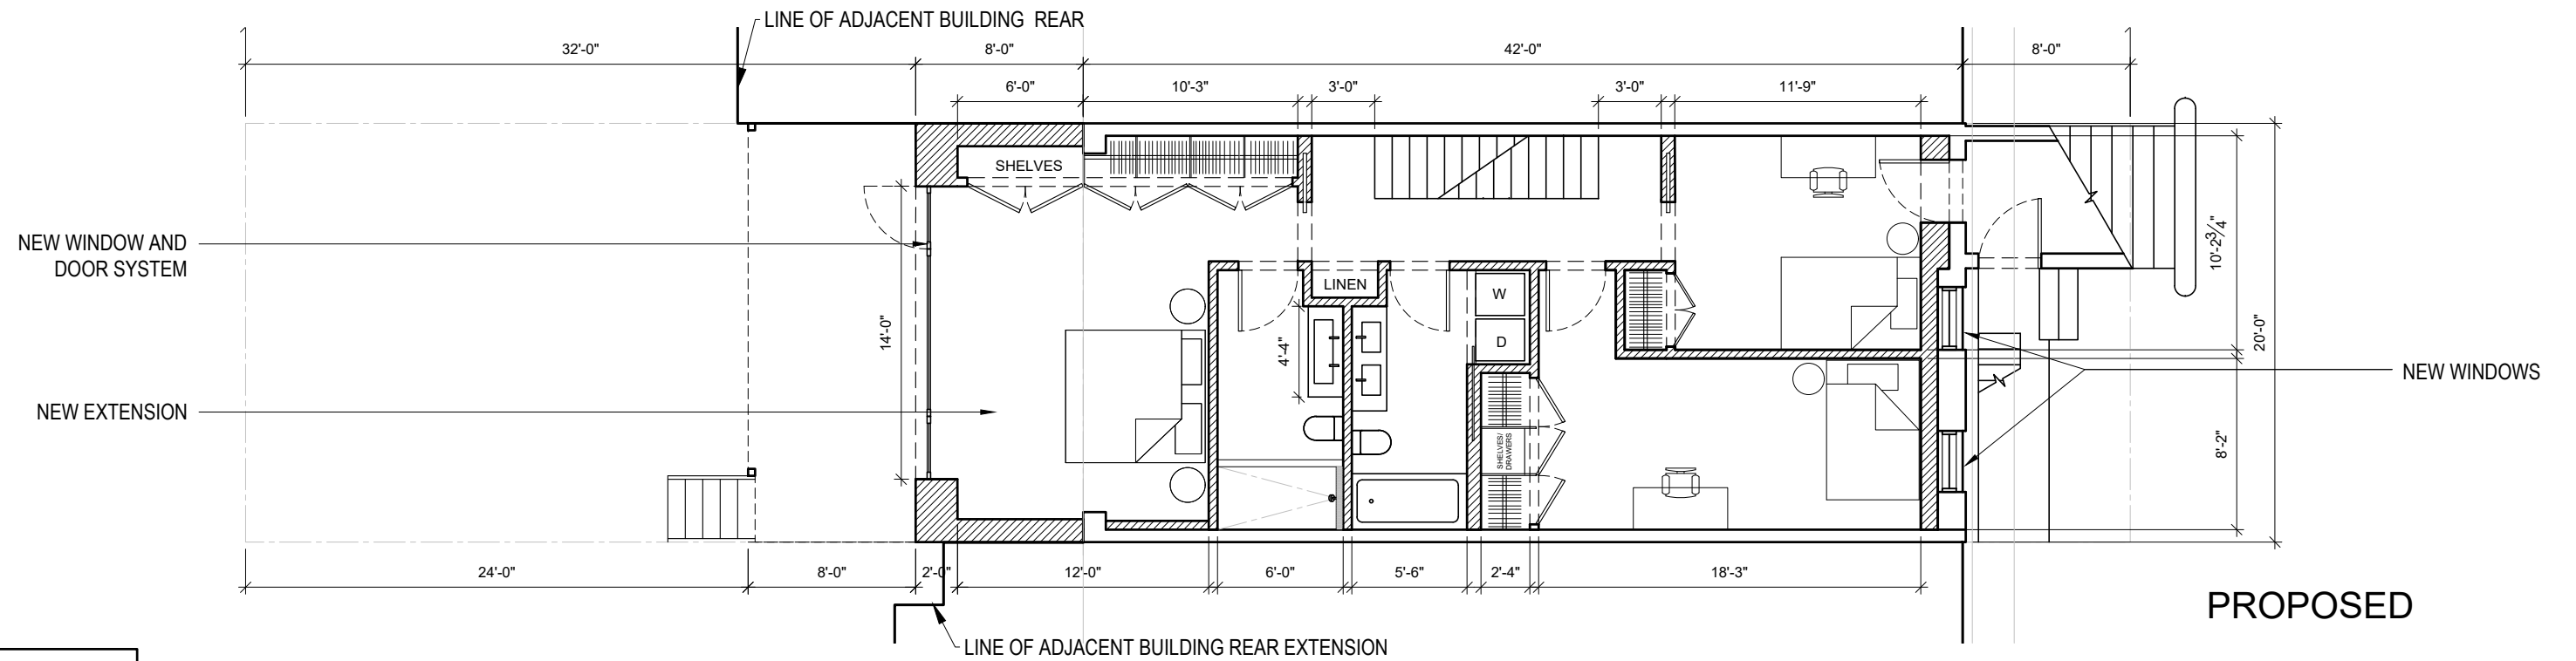 LINE OF ADJACENT BUILDING REAR
32'-0"
8'-0"
42'-0"
8'-0"
6'-0"
10'-3"
3'-0"
3'-0"
11'-9"
SHELVES
NEW WINDOW AND
DOOR SYSTEM
10'-2¾"
14'-0"
LINEN
W
D
4'-4"
20'-0"
NEW WINDOWS
NEW EXTENSION
SHELVES/
DRAWERS
8'-2"
24'-0"
8'-0"
2'-0"
12'-0"
6'-0"
5'-6"
2'-4"
18'-3"
PROPOSED
LINE OF ADJACENT BUILDING REAR EXTENSION